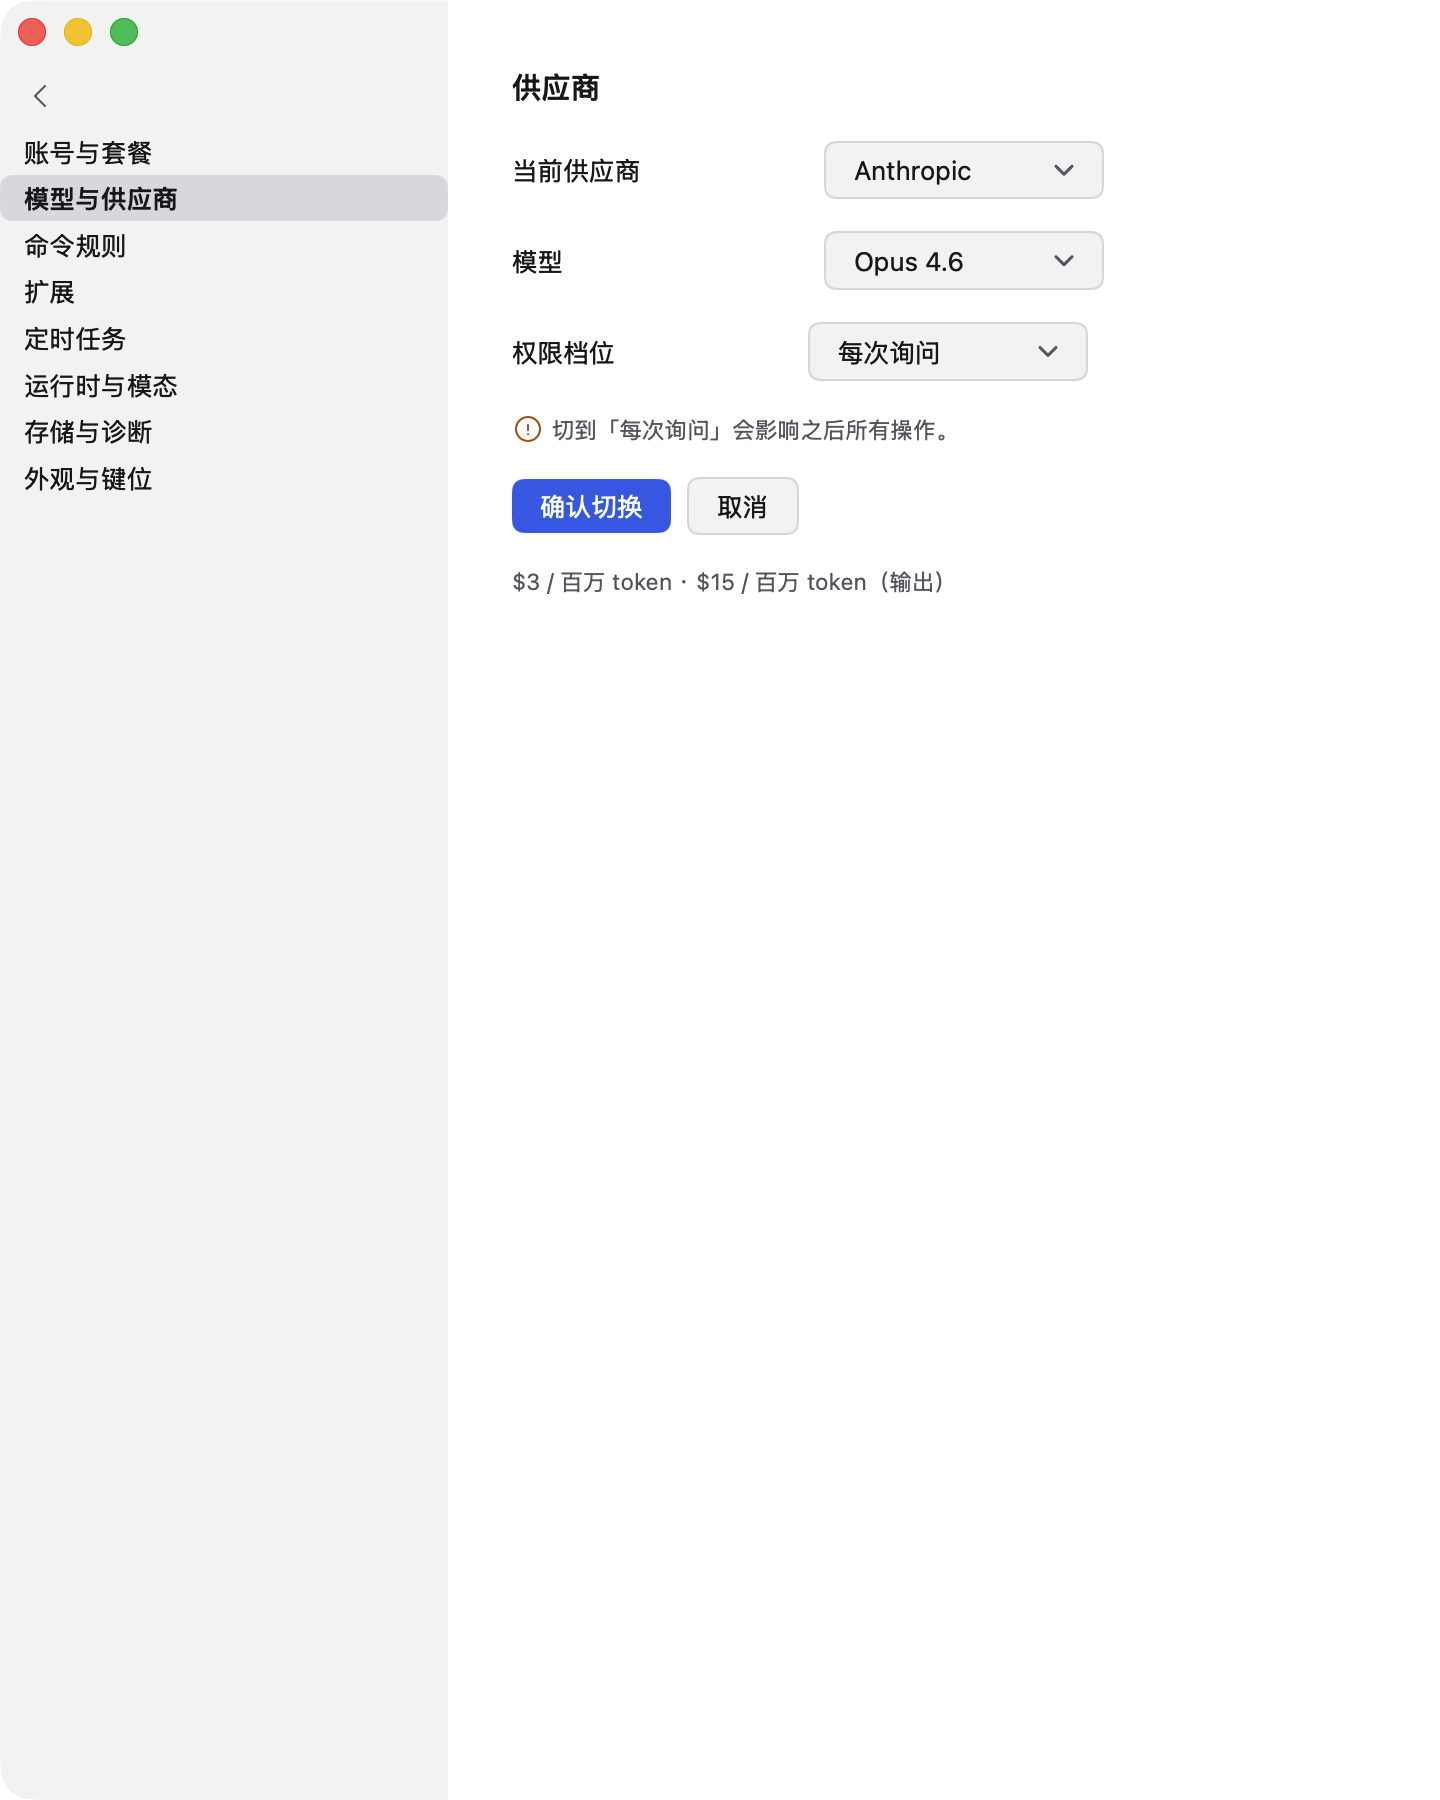 账号与套餐
模型与供应商
命令规则
扩展
定时任务
运行时与模态
存储与诊断
外观与键位
供应商
当前供应商 Anthropic
模型 Opus 4.6
权限档位 每次询问
切到「每次询问」会影响之后所有操作。
确认切换 取消
$3 / 百万 token · $15 / 百万 token（输出）